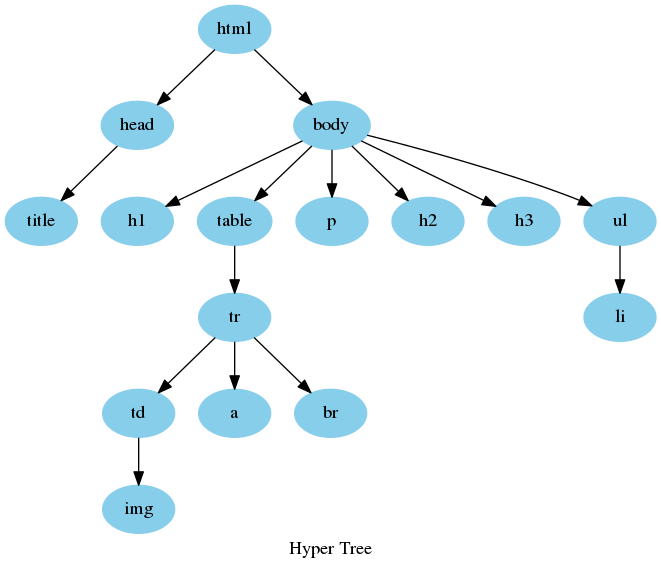 html
head
body
title
h1
table
p
h2
h3
ul
tr
li
td
a
br
img
Hyper Tree